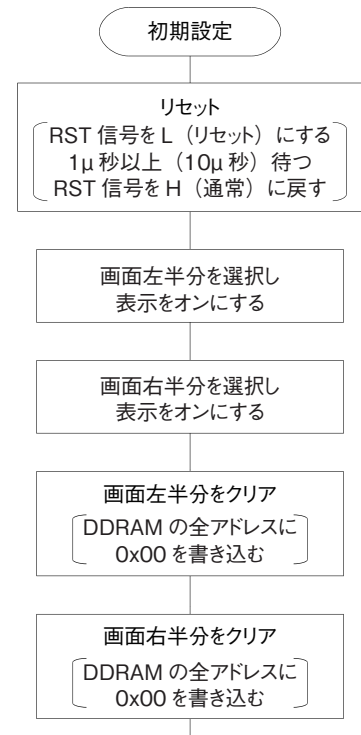 初期設定
リセット
RST 信号を L（リセット）にする
1μ 秒以上（10μ 秒）待つ
RST 信号を H（通常）に戻す
画面左半分を選択し
表示をオンにする
画面右半分を選択し
表示をオンにする
画面左半分をクリア
DDRAM の全アドレスに
0x00 を書き込む
画面右半分をクリア
DDRAM の全アドレスに
0x00 を書き込む